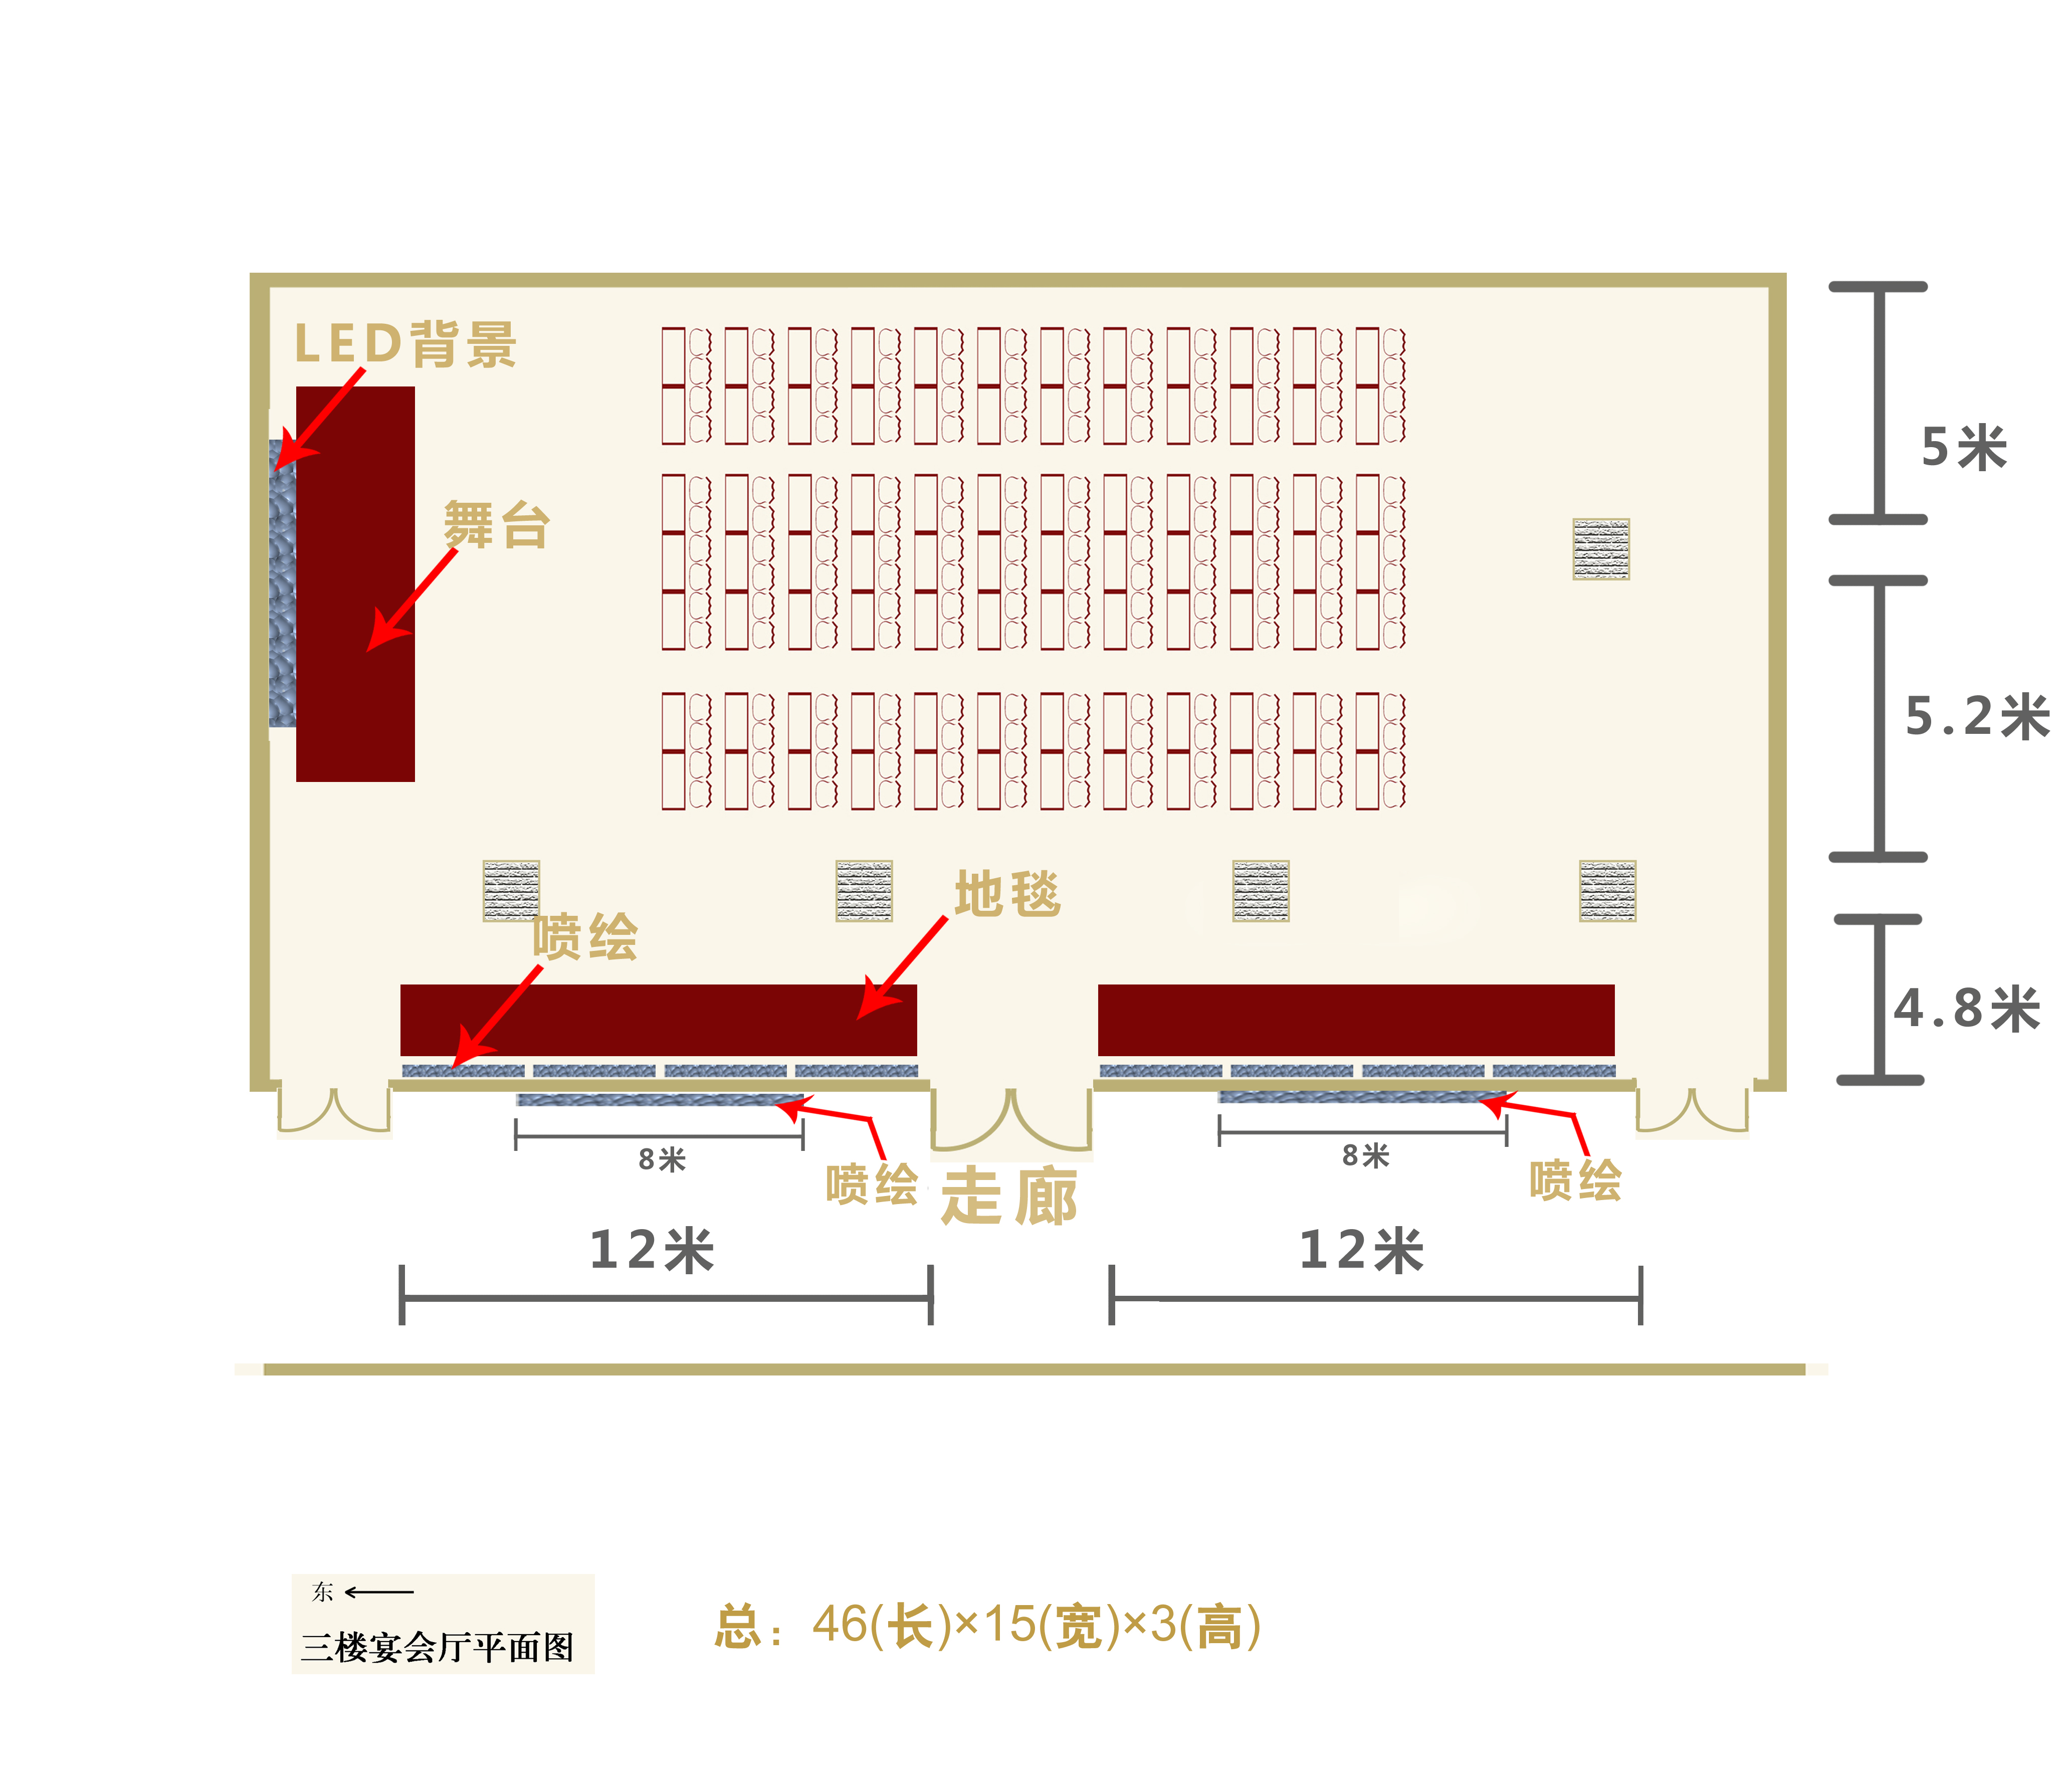 LED背景
舞台
5米
5.2米
地毯
喷绘
4.8米
8米
8米
喷绘
走廊
喷绘
12米
12米
东
三楼宴会厅平面图
总：46(长)×15(宽)×3(高)